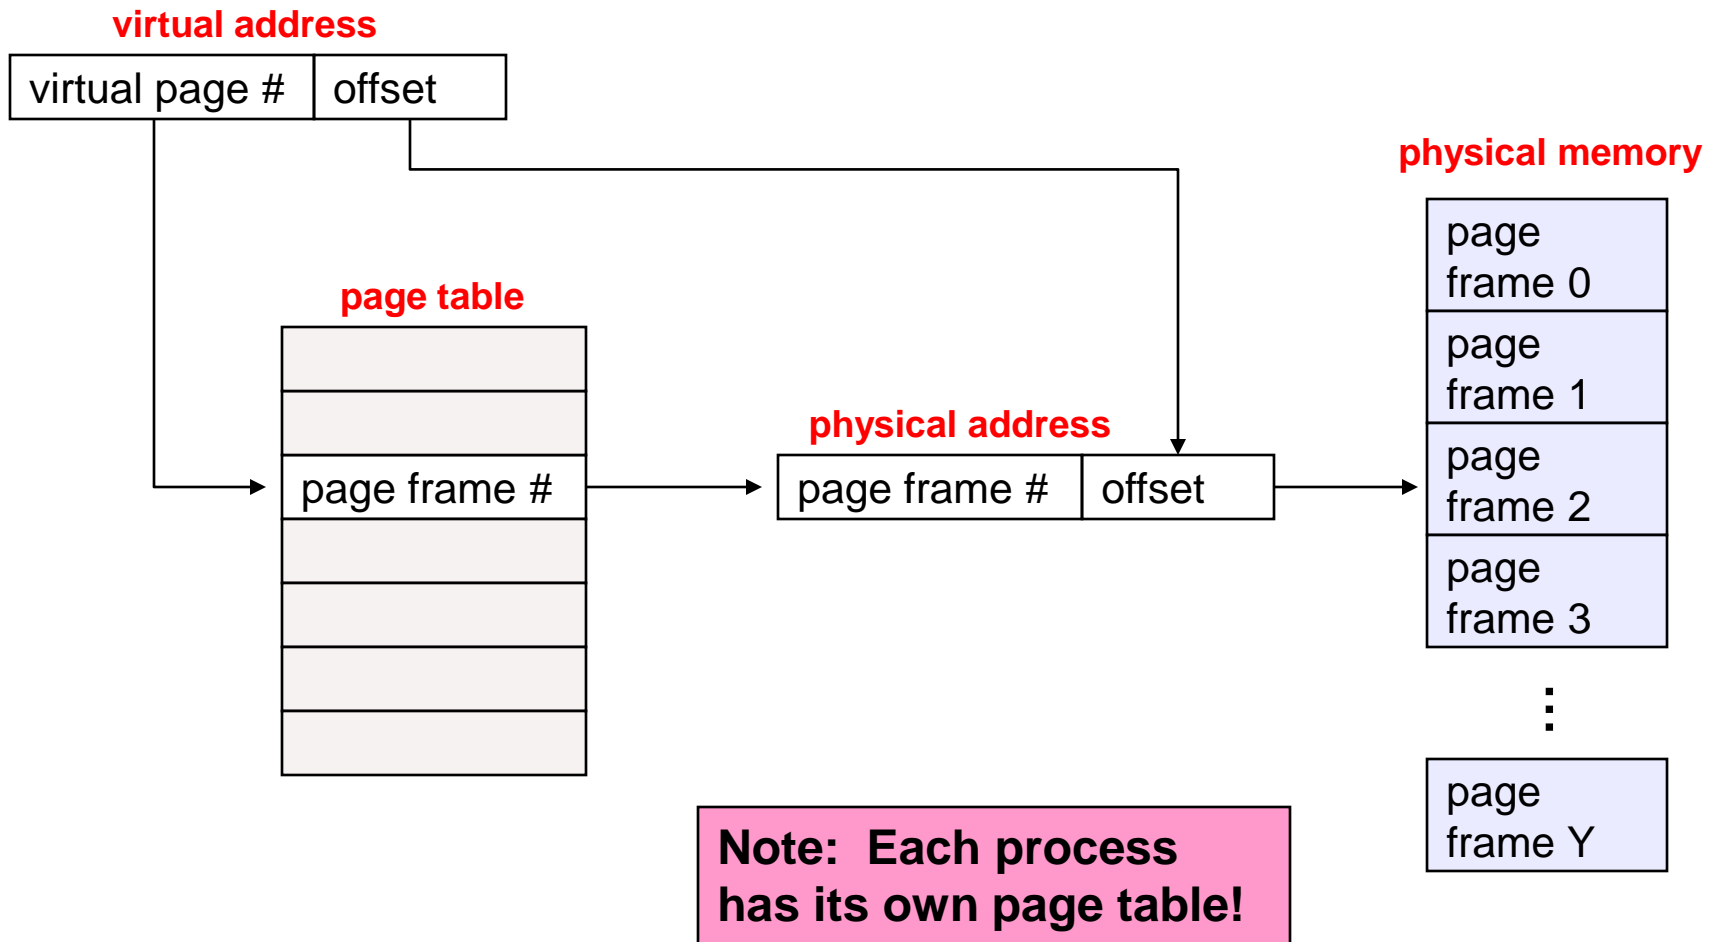 virtual address
virtual page #
offset
physical memory
page
frame 0
page
frame 1
page
frame 2
page
frame 3
⋮
page
frame Y
page table
page frame #
physical address
page frame #
offset
Note:  Each process
has its own page table!